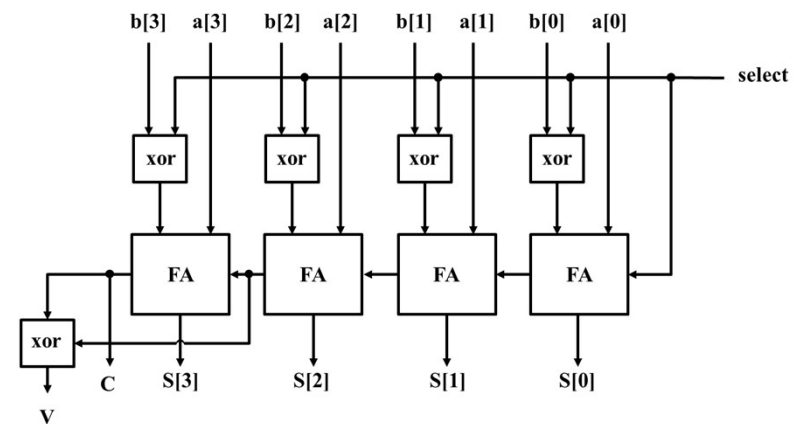 b[3] a[3] b[2] a[2] b[1] a[1] b[0] a[0]
select
xor xor xor xor
FA FA FA FA
xor
C S[3] S[2] S[1] S[0]
V